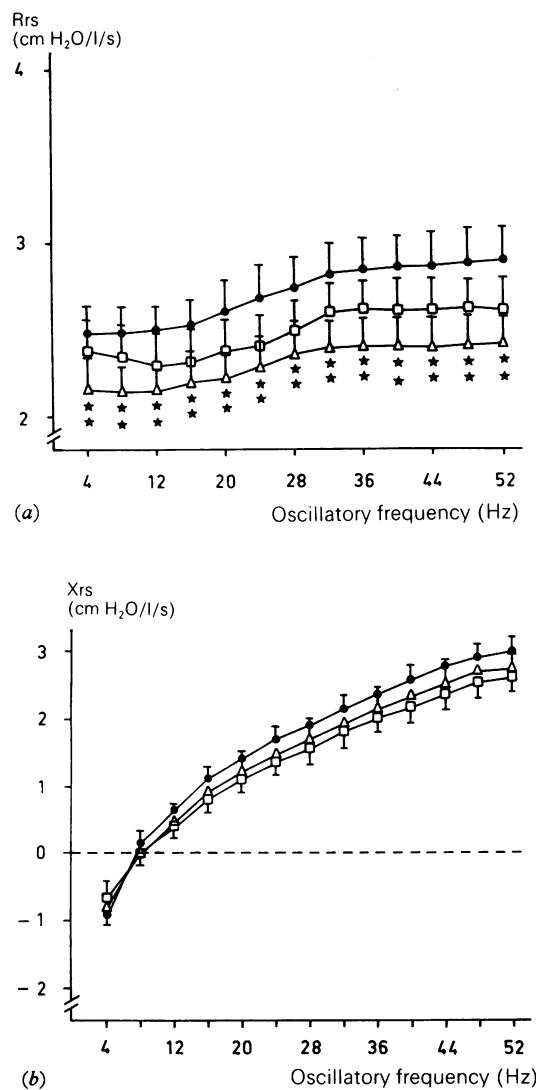 Rrs
(cm H₂O/l/s)
4
3
2
4 12 20 28 36 44 52
(a)
Oscillatory frequency (Hz)
Xrs
(cm H₂O/l/s)
3
2
1
0
– 1
– 2
4 12 20 28 36 44 52
(b)
Oscillatory frequency (Hz)